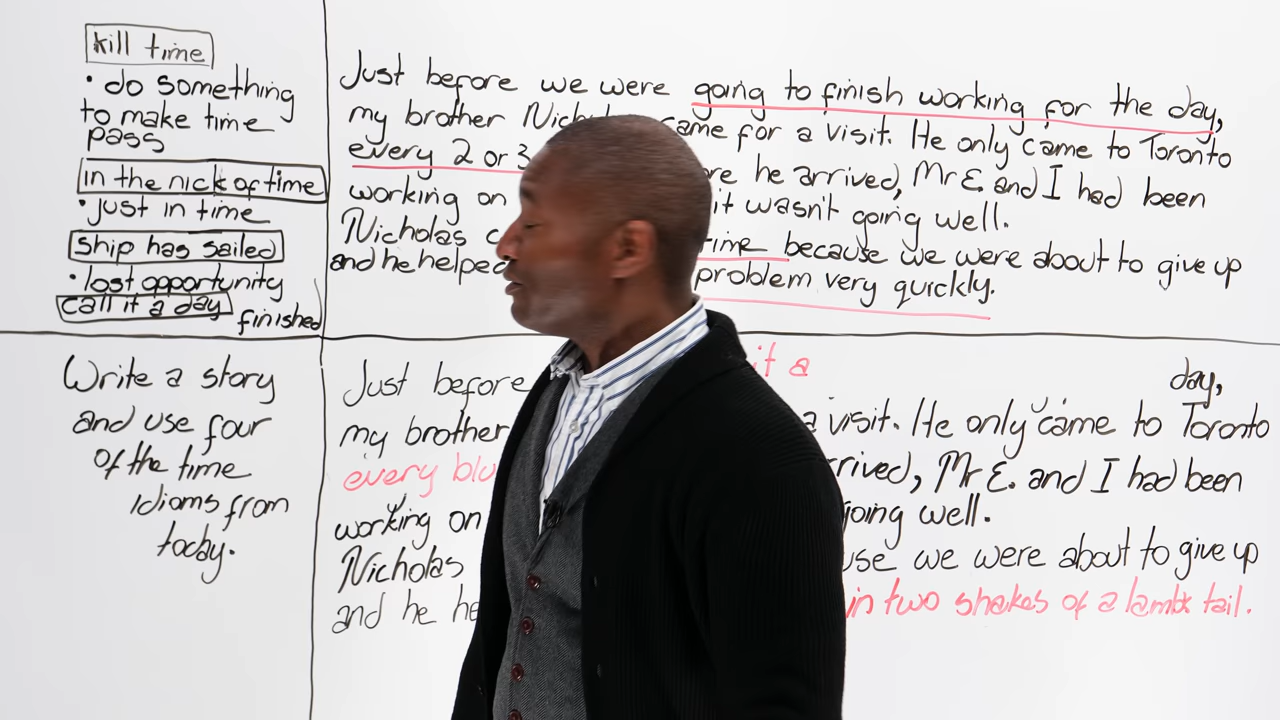 kill time
• do something
to make time
pass
in the nick of time
• just in time
ship has sailed
• lost opportunity
call it a day finished
Just before we were going to finish working for the day,
my brother came for a visit. He only came to Toronto
every 2 or 3 he arrived, Mr E. and I had been
working on it wasn't going well.
Nicholas time because we were about to give up
and he helped problem very quickly.
Write a story
and use four
of the time
idioms from
today.
Just before it a day,
my brother a visit. He only came to Toronto
every Mr E. and I had been
working on going well.
Nicholas we were about to give up
and he in two shakes of a lamb's tail.